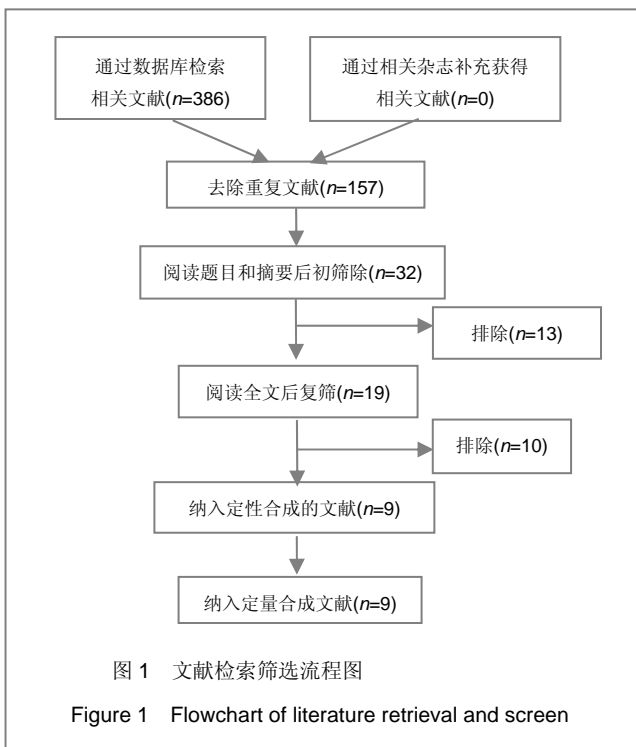 通过数据库检索
相关文献(n=386)
通过相关杂志补充获得
相关文献(n=0)
去除重复文献(n=157)
阅读题目和摘要后初筛除(n=32)
排除(n=13)
阅读全文后复筛(n=19)
排除(n=10)
纳入定性合成的文献(n=9)
纳入定量合成文献(n=9)
图 1 文献检索筛选流程图
Figure 1 Flowchart of literature retrieval and screen